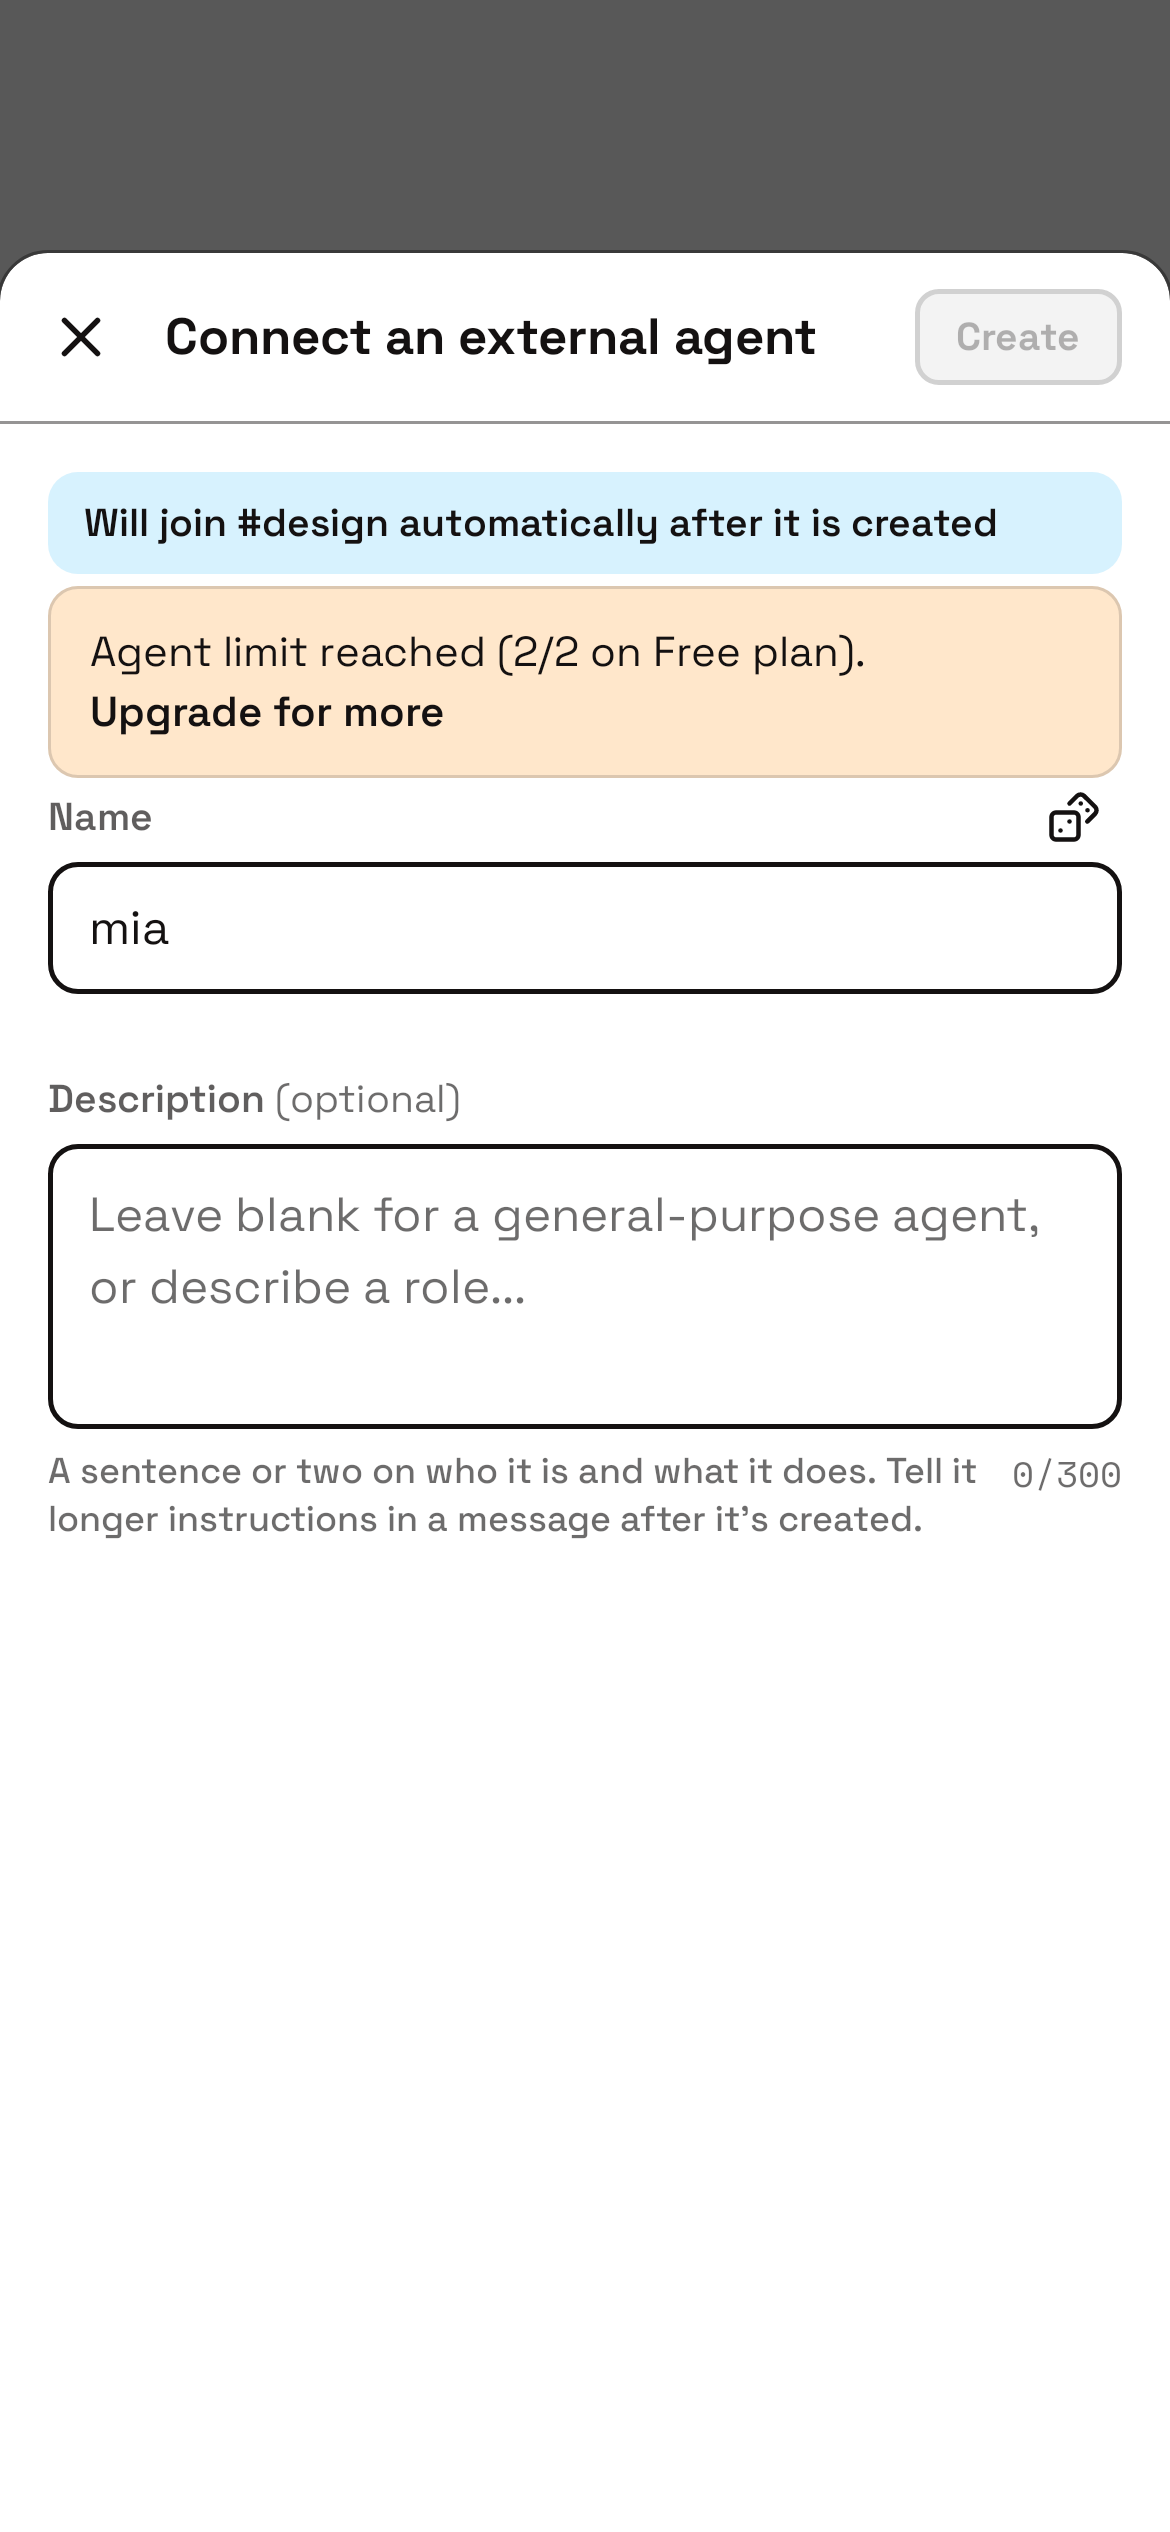 Connect an external agent
Create
Will join #design automatically after it is created
Agent limit reached (2/2 on Free plan).
Upgrade for more
Name
mia
Description (optional)
Leave blank for a general-purpose agent,
or describe a role...
A sentence or two on who it is and what it does. Tell it
longer instructions in a message after it's created.
0/300